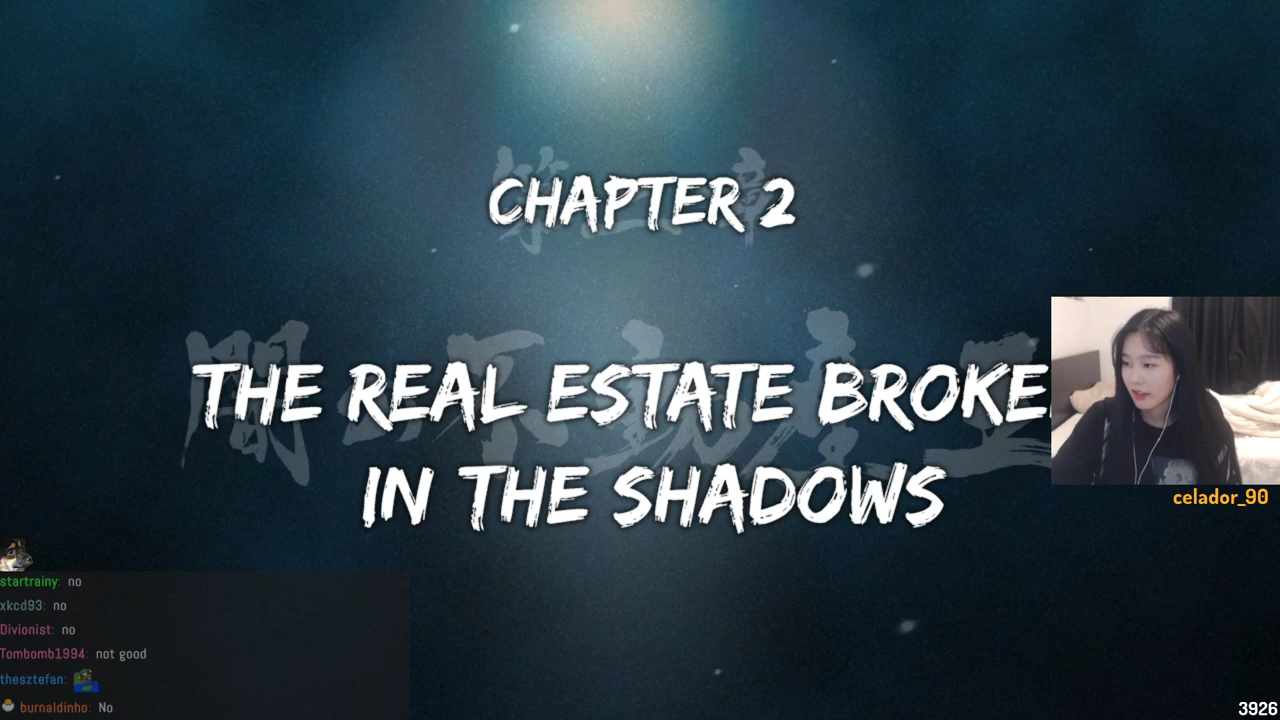 CHAPTER 2
THE REAL ESTATE BROKE
IN THE SHADOWS
celador_90
startrainy: no
xkcd93: no
Divionist: no
Tombomb1994: not good
thesztefan:
burnaldinho: No
3926